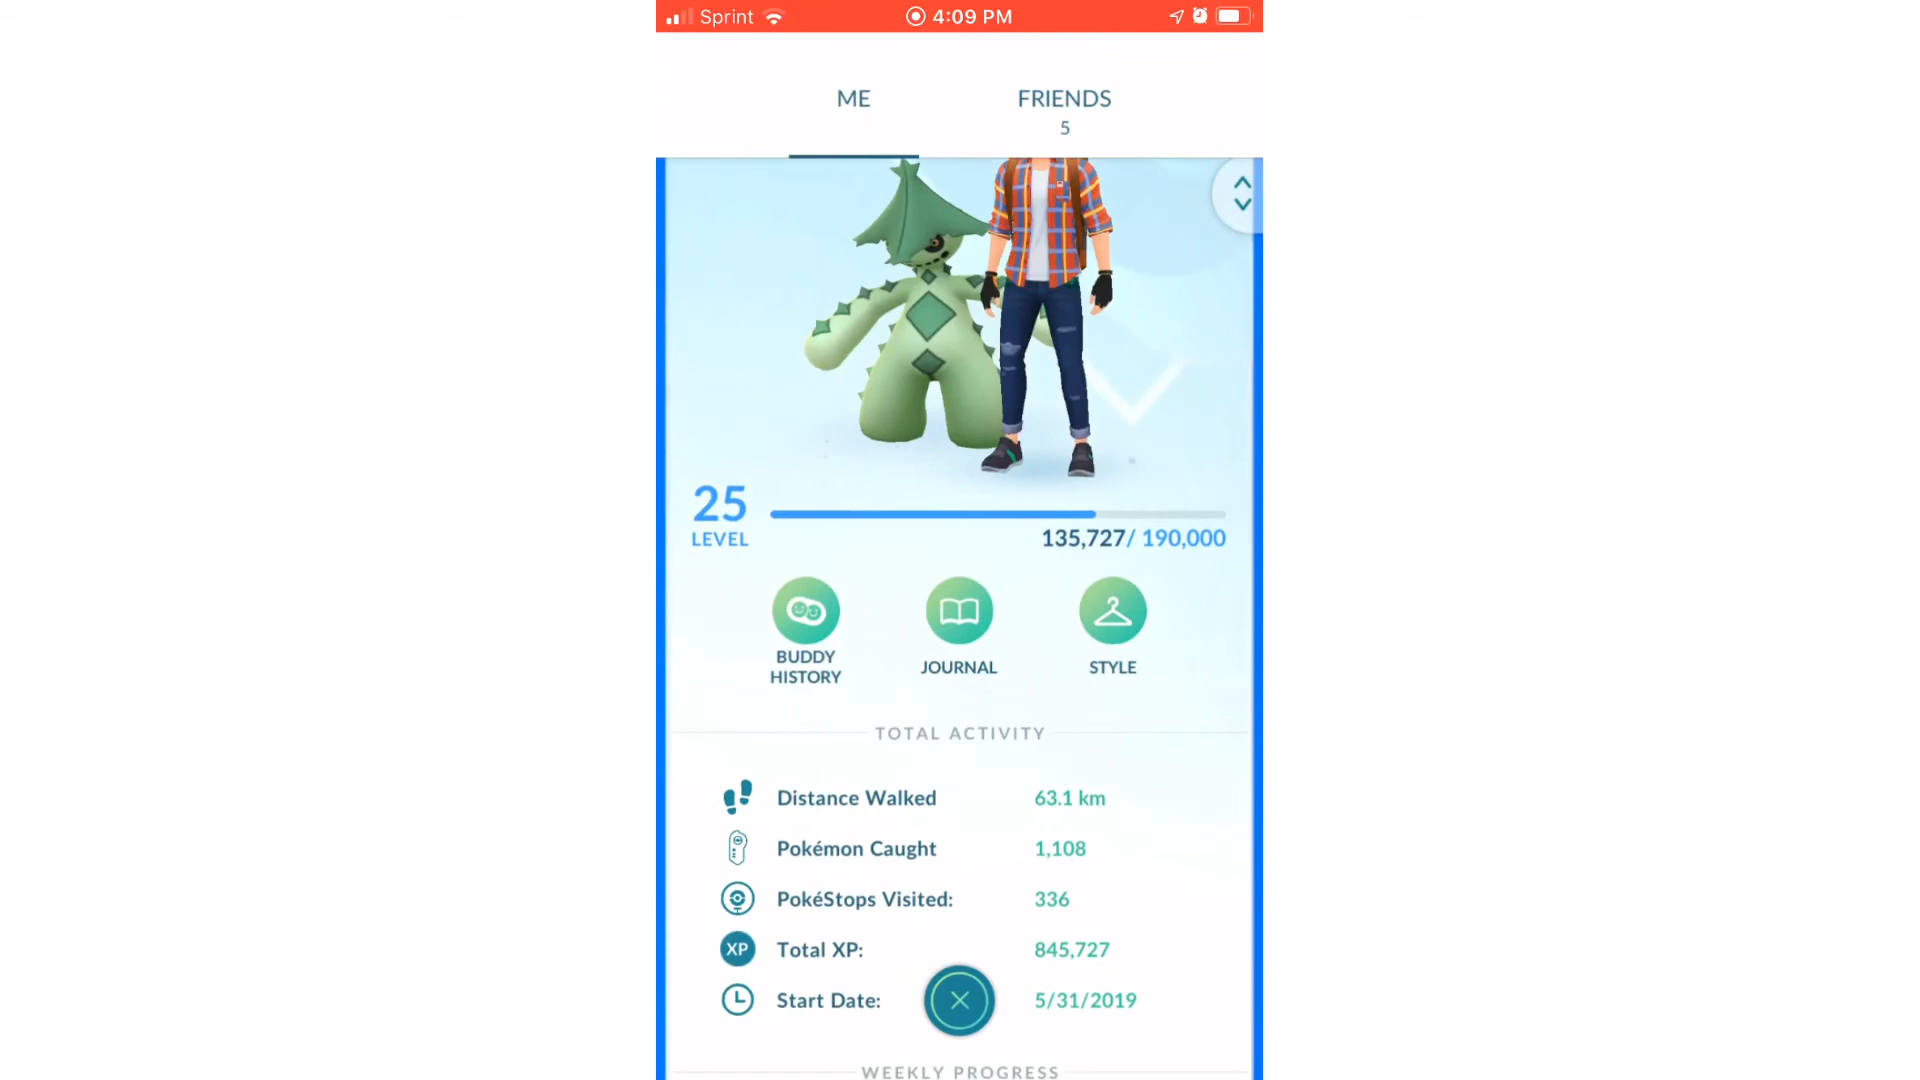 Sprint 4:09 PM
ME FRIENDS
5
25
LEVEL
135,727/ 190,000
BUDDY HISTORY
JOURNAL
STYLE
TOTAL ACTIVITY
Distance Walked 63.1 km
Pokémon Caught 1,108
PokéStops Visited: 336
XP Total XP: 845,727
Start Date: 5/31/2019
WEEKLY PROGRESS